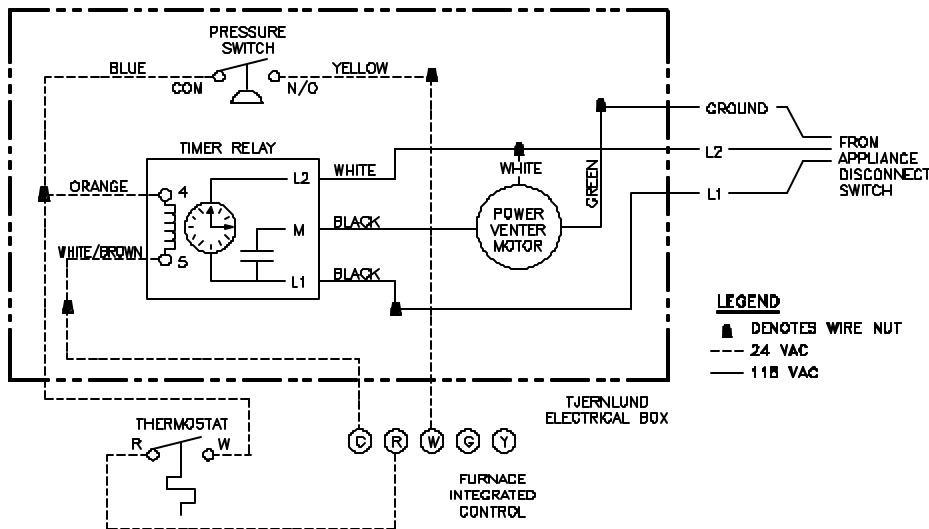 PRESSURE
SWITCH
BLUE
YELLOW
COM
N/O
TIMER RELAY
ORANGE
4
WHITE/BROWN
5
L2
M
L1
WHITE
BLACK
BLACK
WHITE
POWER
VENTER
MOTOR
GREEN
GROUND
L2
L1
FROM
APPLIANCE
DISCONNECT
SWITCH
LEGEND
DENOTES WIRE NUT
24 VAC
115 VAC
TJERNLUND
ELECTRICAL BOX
THERMOSTAT
R
W
C R W G Y
FURNACE
INTEGRATED
CONTROL